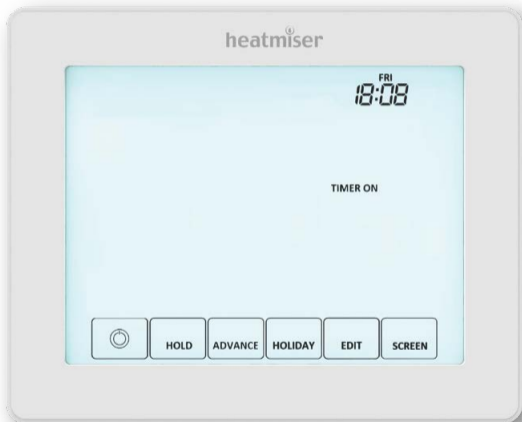 heatmiser
FRI
18:08
TIMER ON
HOLD ADVANCE HOLIDAY EDIT SCREEN